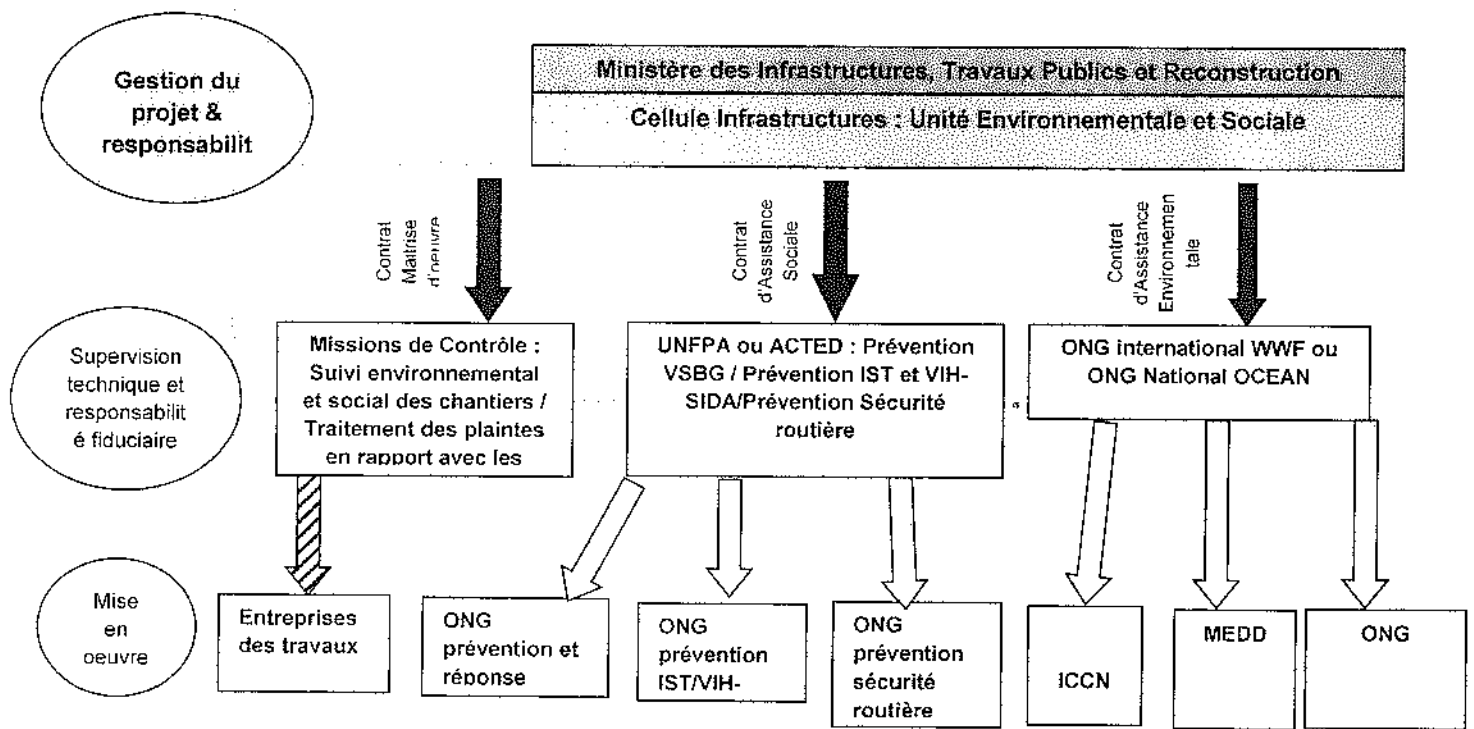 Gestion du
projet &
responsabilit
Ministère des Infrastructures, Travaux Publics et Reconstruction
Cellule Infrastructures : Unité Environnementale et Sociale
Contrat
Maitrise
d'oeuvre
Contrat
d'Assistance
Sociale
Contrat
d'Assistance
Environnemen
tale
Supervision
technique et
responsabilit
é fiduciaire
Missions de Contrôle :
Suivi environnemental
et social des chantiers /
Traitement des plaintes
en rapport avec les
UNFPA ou ACTED : Prévention
VSBG / Prévention IST et VIH-
SIDA/Prévention Sécurité
routière
ONG international WWF ou
ONG National OCEAN
Mise
en
oeuvre
Entreprises
des travaux
ONG
prévention et
réponse
ONG
prévention
IST/VIH-
ONG
prévention
sécurité
routière
ICCN
MEDD
ONG